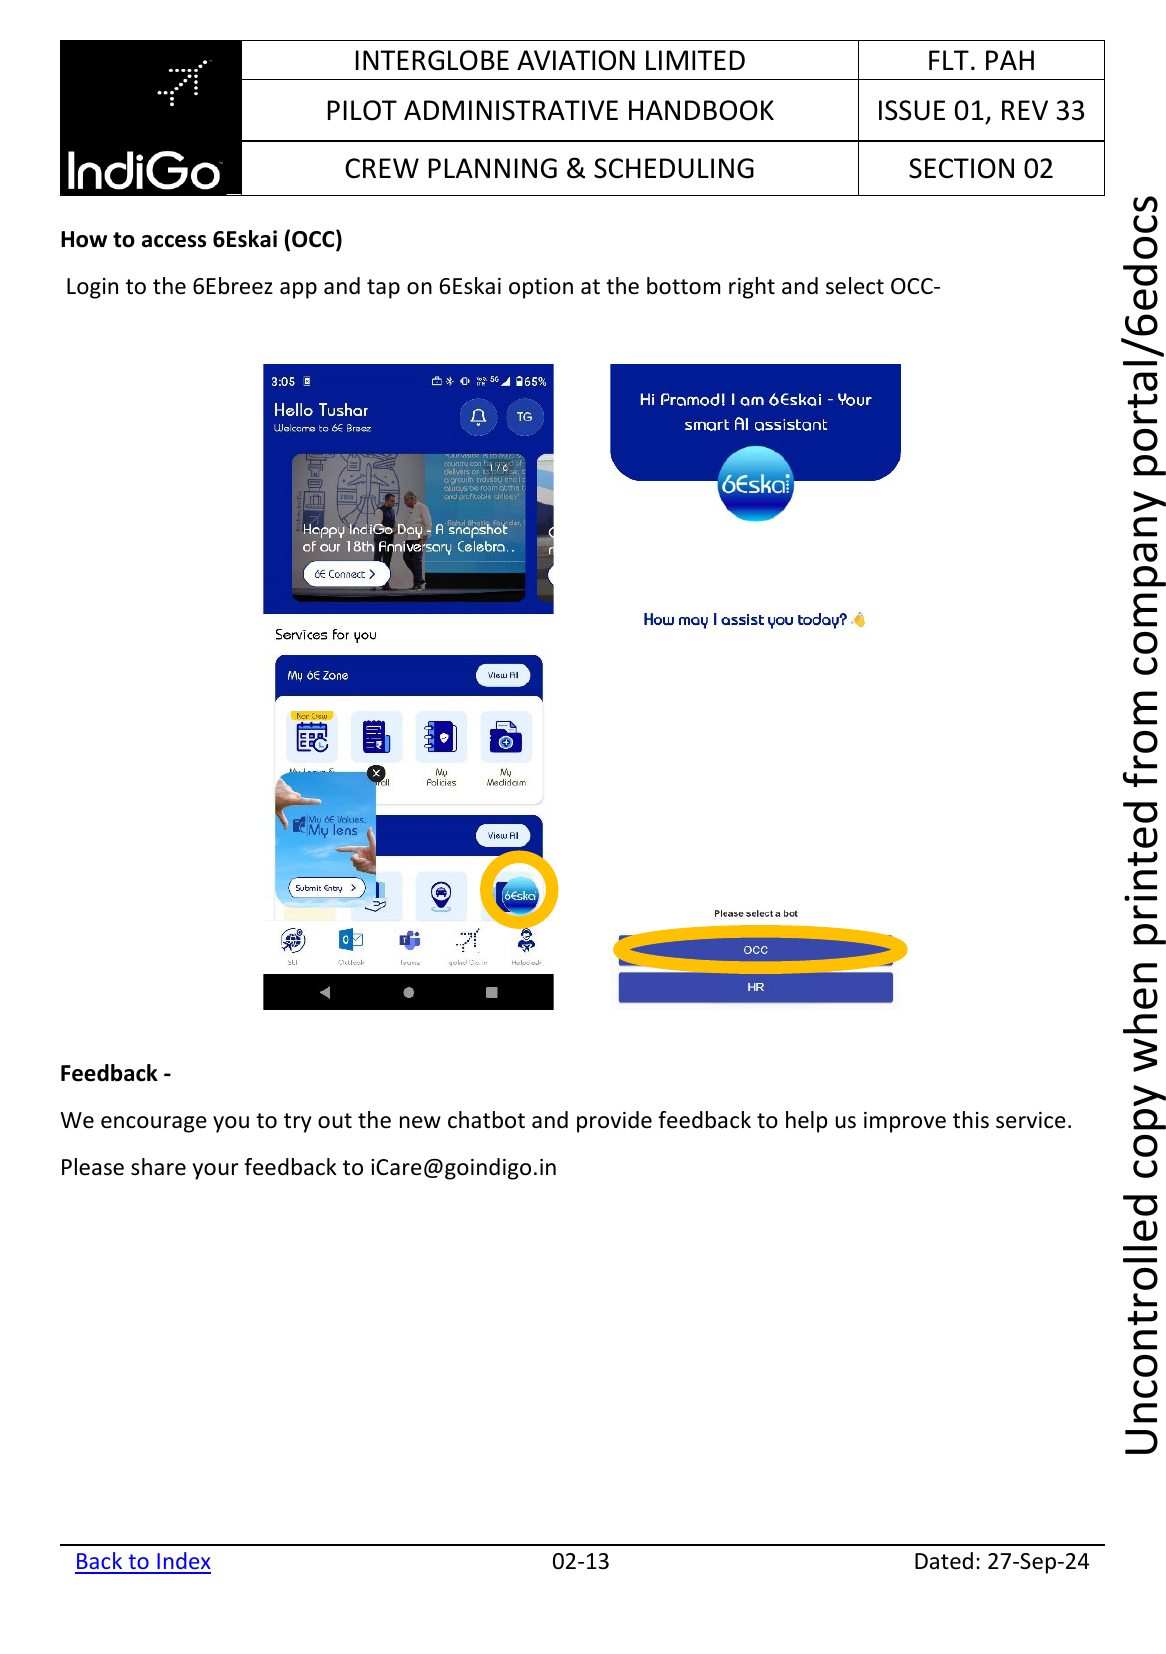 INTERGLOBE AVIATION LIMITED
FLT. PAH
PILOT ADMINISTRATIVE HANDBOOK
ISSUE 01, REV 33
IndiGo
CREW PLANNING & SCHEDULING
SECTION 02
How to access 6Eskai (OCC)
Login to the 6Ebreez app and tap on 6Eskai option at the bottom right and select OCC-
3:05
5G
65%
Hello Tushar
Welcome to 6E Breez
TG
1 / 6
Happy IndiGo Day - A snapshot
of our 18th Anniversary Celebra..
6E Connect >
Services for you
My 6E Zone
View All
Non Crew
My
Policies
My
Mediclaim
My 6E Values,
My lens
View All
Submit Entry >
6Eskai
Outlook
Teams
Helpdesk
Hi Pramod! I am 6Eskai - Your
smart AI assistant
6Eskai
How may I assist you today?
Please select a bot
OCC
HR
Feedback -
We encourage you to try out the new chatbot and provide feedback to help us improve this service.
Please share your feedback to iCare@goindigo.in
Back to Index
02-13
Dated: 27-Sep-24
Uncontrolled copy when printed from company portal/6edocs